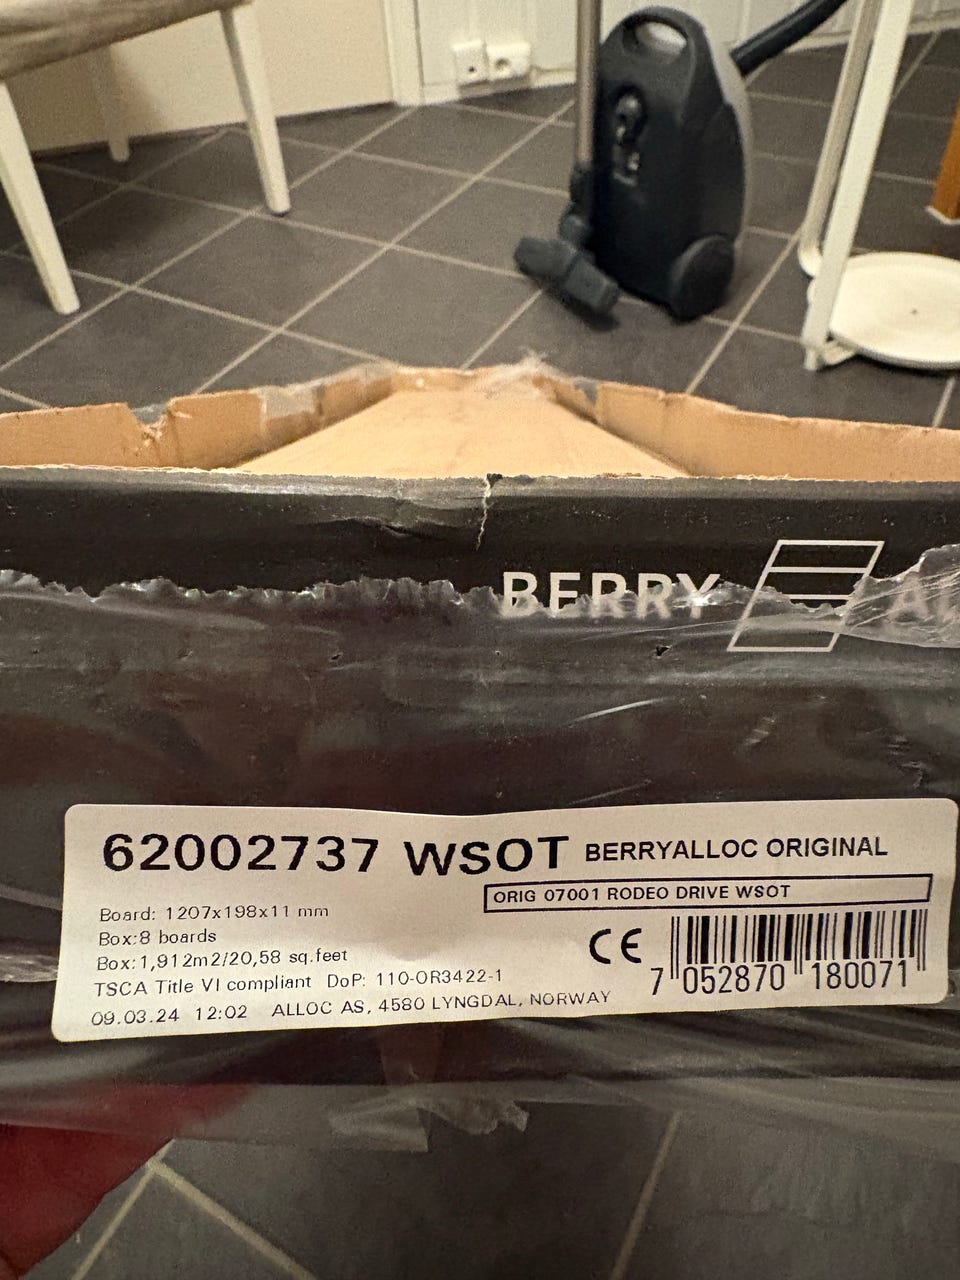 BERRY
62002737 WSOT BERRYALLOC ORIGINAL
ORIG 07001 RODEO DRIVE WSOT
Board: 1207x198x11 mm
Box:8 boards
Box:1,912m2/20,58 sq.feet
TSCA Title VI compliant DoP: 110-OR3422-1
09.03.24 12:02 ALLOC AS, 4580 LYNGDAL, NORWAY
CE
7 052870 180071